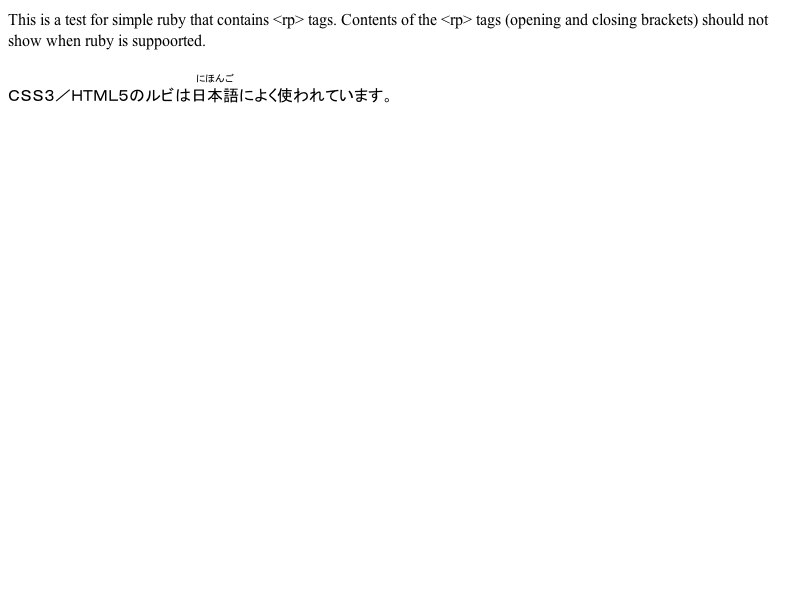 This is a test for simple ruby that contains <rp> tags. Contents of the <rp> tags (opening and closing brackets) should not
show when ruby is suppoorted.
にほんご
ＣＳＳ３／ＨＴＭＬ５のルビは日本語によく使われています。